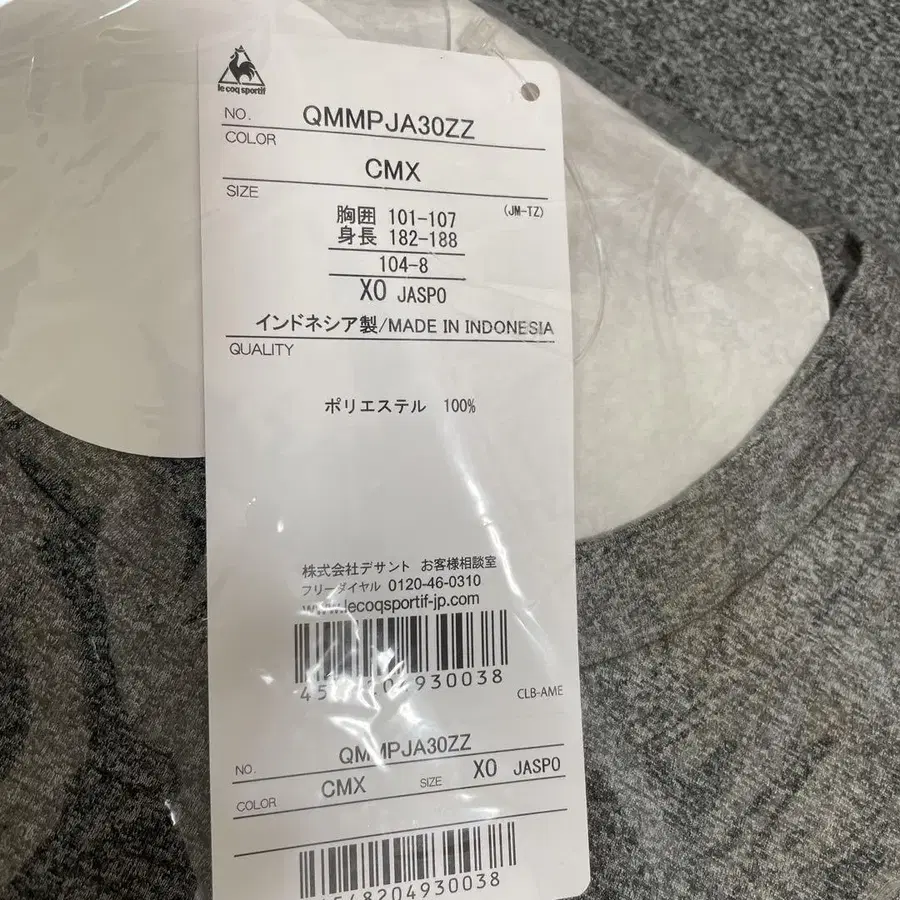 le coq sportif
NO. QMMPJA30ZZ
COLOR
CMX
SIZE
(JM-TZ)
胸囲 101-107
身長 182-188
104-8
XO JASPO
インドネシア製/MADE IN INDONESIA
QUALITY
ポリエステル 100%
株式会社デサント お客様相談室
フリーダイヤル 0120-46-0310
www.lecoqsportif-jp.com
204930038
CLB-AME
NO. QMMPJA30ZZ
COLOR CMX SIZE XO JASPO
4548204930038